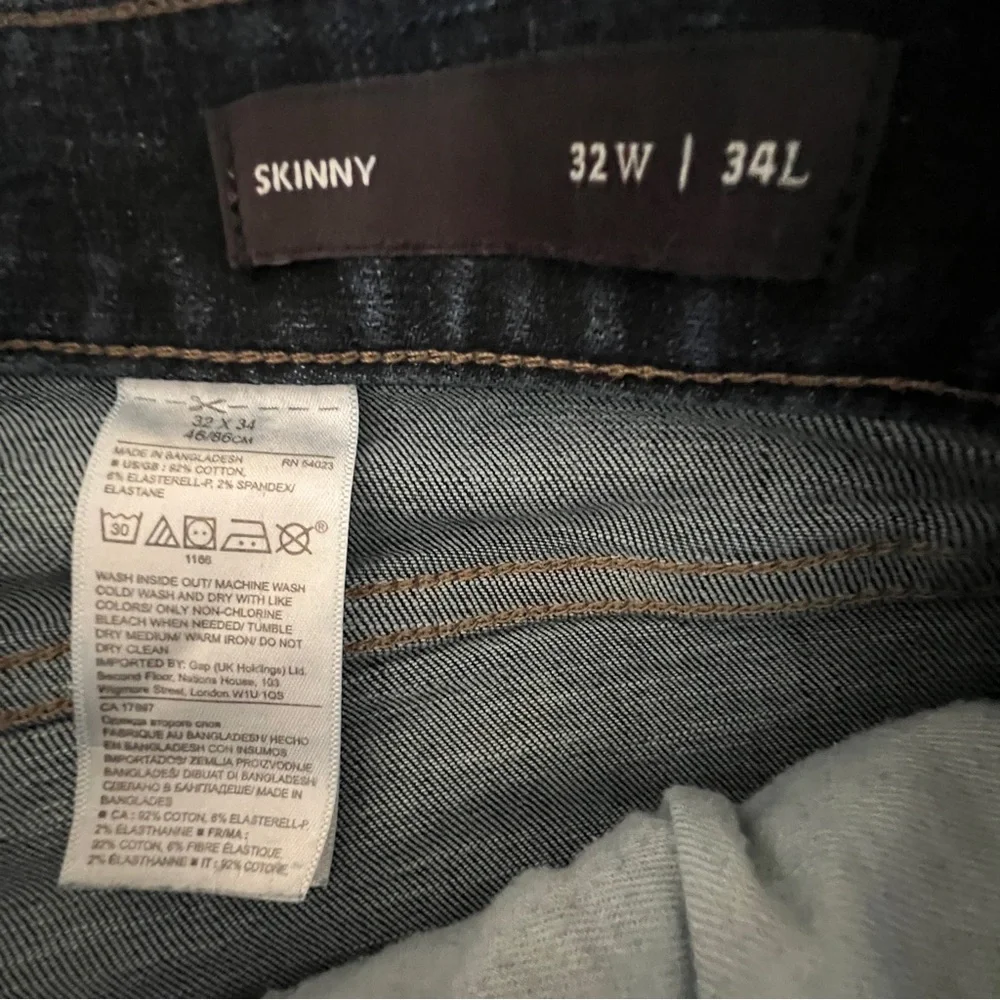 SKINNY 32W | 34L
32 X 34
46/86CM
MADE IN BANGLADESH RN 54023
■ US/GB : 92% COTTON,
6% ELASTERELL-P, 2% SPANDEX/
ELASTANE
30 ®
1166
WASH INSIDE OUT/ MACHINE WASH
COLD/ WASH AND DRY WITH LIKE
COLORS/ ONLY NON-CHLORINE
BLEACH WHEN NEEDED/ TUMBLE
DRY MEDIUM/ WARM IRON/ DO NOT
DRY CLEAN
IMPORTED BY: Gap (UK Holdings) Ltd.
Second Floor, Nations House, 103
Wigmore Street, London W1U 1QS
CA 17897
Одежда второго слоя
FABRIQUE AU BANGLADESH/ HECHO
EN BANGLADESH CON INSUMOS
IMPORTADOS/ ZEMLJA PROIZVODNJE
BANGLADEŠ/ DIBUAT DI BANGLADESH/
СДЕЛАНО В БАНГЛАДЕШЕ/ MADE IN
BANGLADES
■ CA : 92% COTON, 6% ELASTERELL-P
2% ÉLASTHANNE ■ FR/MA :
92% COTON, 6% FIBRE ÉLASTIQUE,
2% ÉLASTHANNE ■ IT : 92% COTONE,